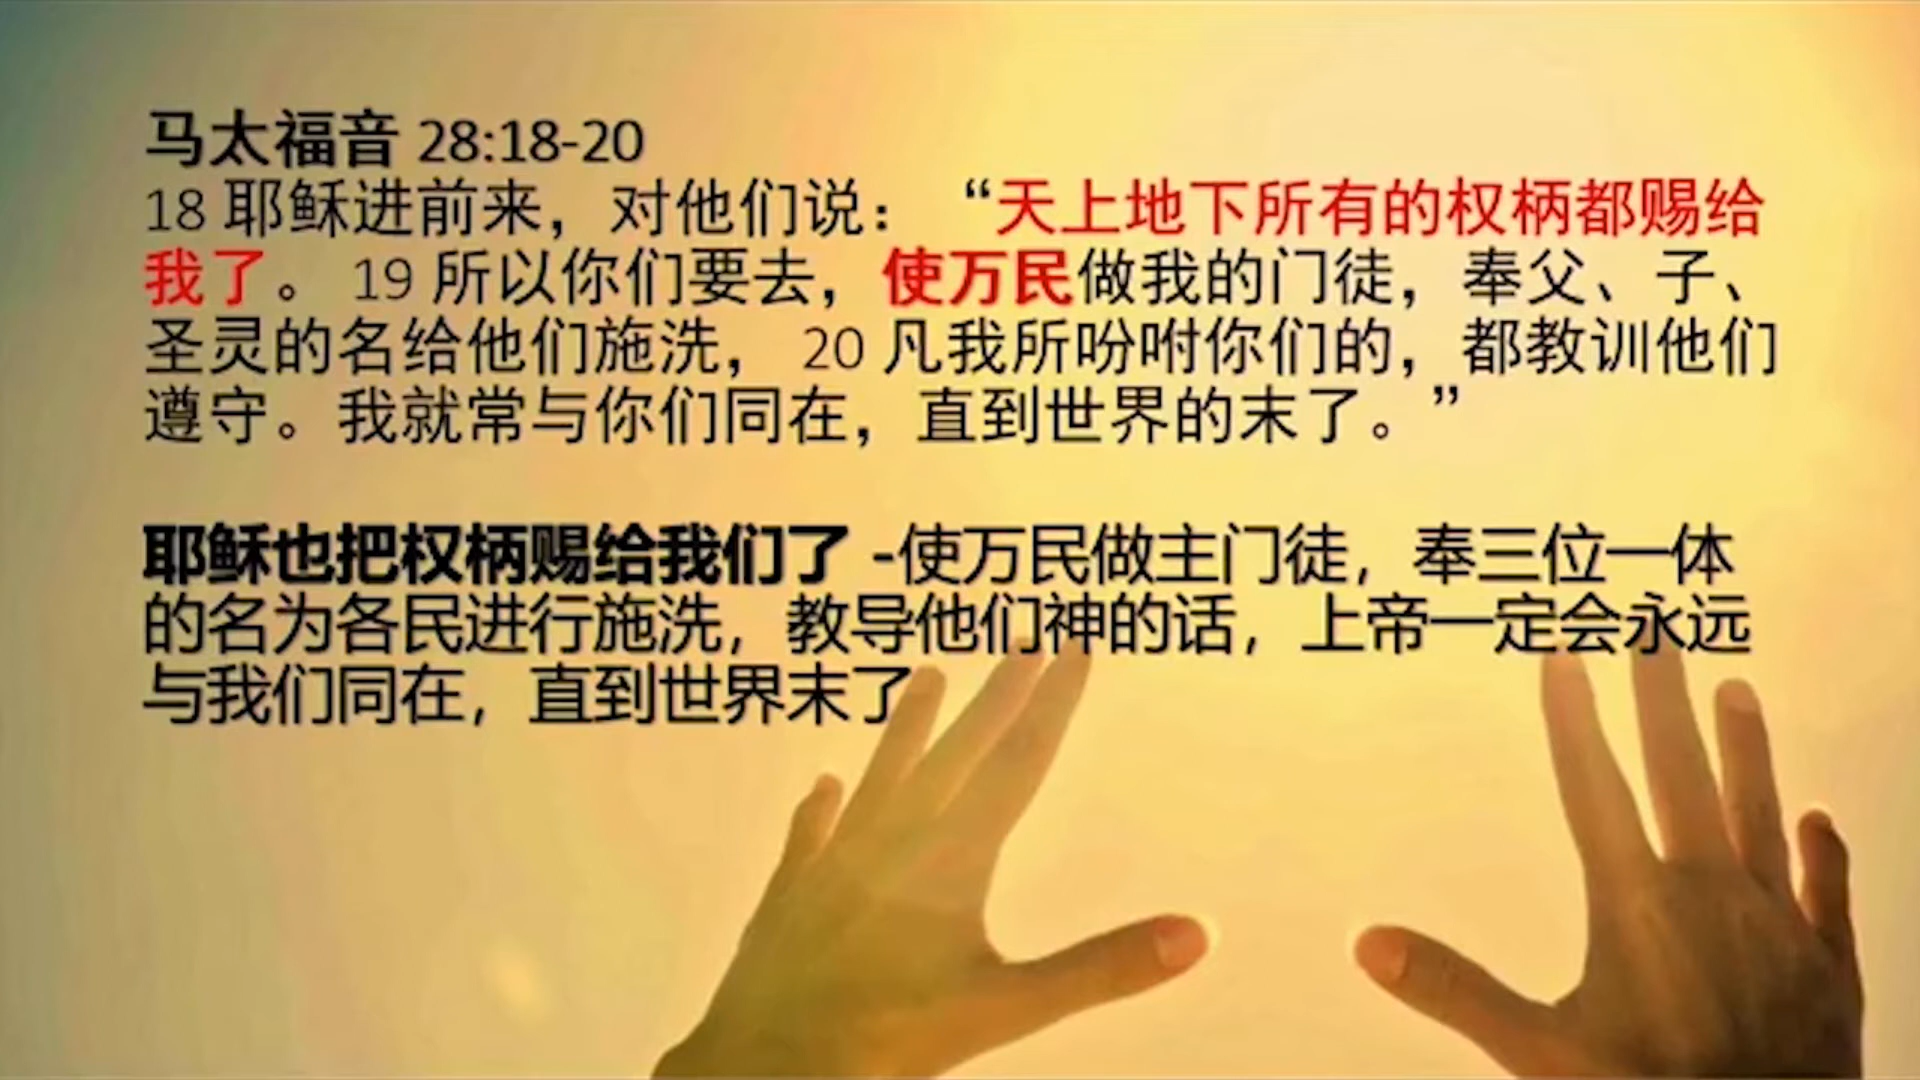 马太福音 28:18-20
18 耶稣进前来，对他们说：“天上地下所有的权柄都赐给
我了。 19 所以你们要去，使万民做我的门徒，奉父、子、
圣灵的名给他们施洗， 20 凡我所吩咐你们的，都教训他们
遵守。我就常与你们同在，直到世界的末了。”
耶稣也把权柄赐给我们了 -使万民做主门徒，奉三位一体
的名为各民进行施洗，教导他们神的话，上帝一定会永远
与我们同在，直到世界末了